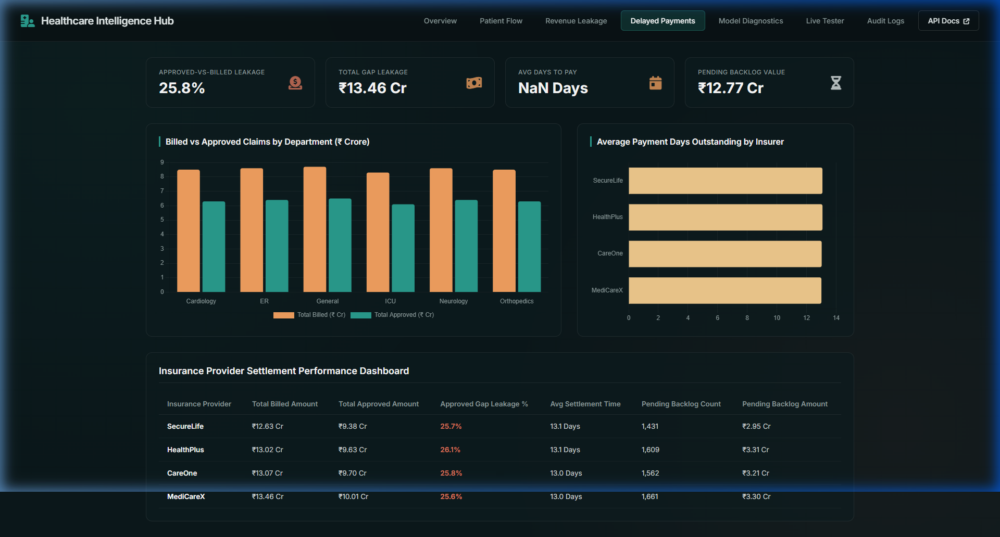 Healthcare Intelligence Hub
Overview Patient Flow Revenue Leakage Delayed Payments Model Diagnostics Live Tester Audit Logs API Docs
APPROVED-VS-BILLED LEAKAGE
25.8%
TOTAL GAP LEAKAGE
₹13.46 Cr
AVG DAYS TO PAY
NaN Days
PENDING BACKLOG VALUE
₹12.77 Cr
Billed vs Approved Claims by Department (₹ Crore)
9
8
7
6
5
4
3
2
1
0
Cardiology ER General ICU Neurology Orthopedics
Total Billed (₹ Cr) Total Approved (₹ Cr)
Average Payment Days Outstanding by Insurer
SecureLife
HealthPlus
CareOne
MediCareX
0 2 4 6 8 10 12 14
Insurance Provider Settlement Performance Dashboard
Insurance Provider Total Billed Amount Total Approved Amount Approved Gap Leakage % Avg Settlement Time Pending Backlog Count Pending Backlog Amount
SecureLife ₹12.63 Cr ₹9.38 Cr 25.7% 13.1 Days 1,431 ₹2.95 Cr
HealthPlus ₹13.02 Cr ₹9.63 Cr 26.1% 13.1 Days 1,609 ₹3.31 Cr
CareOne ₹13.07 Cr ₹9.70 Cr 25.8% 13.0 Days 1,562 ₹3.21 Cr
MediCareX ₹13.46 Cr ₹10.01 Cr 25.6% 13.0 Days 1,661 ₹3.30 Cr